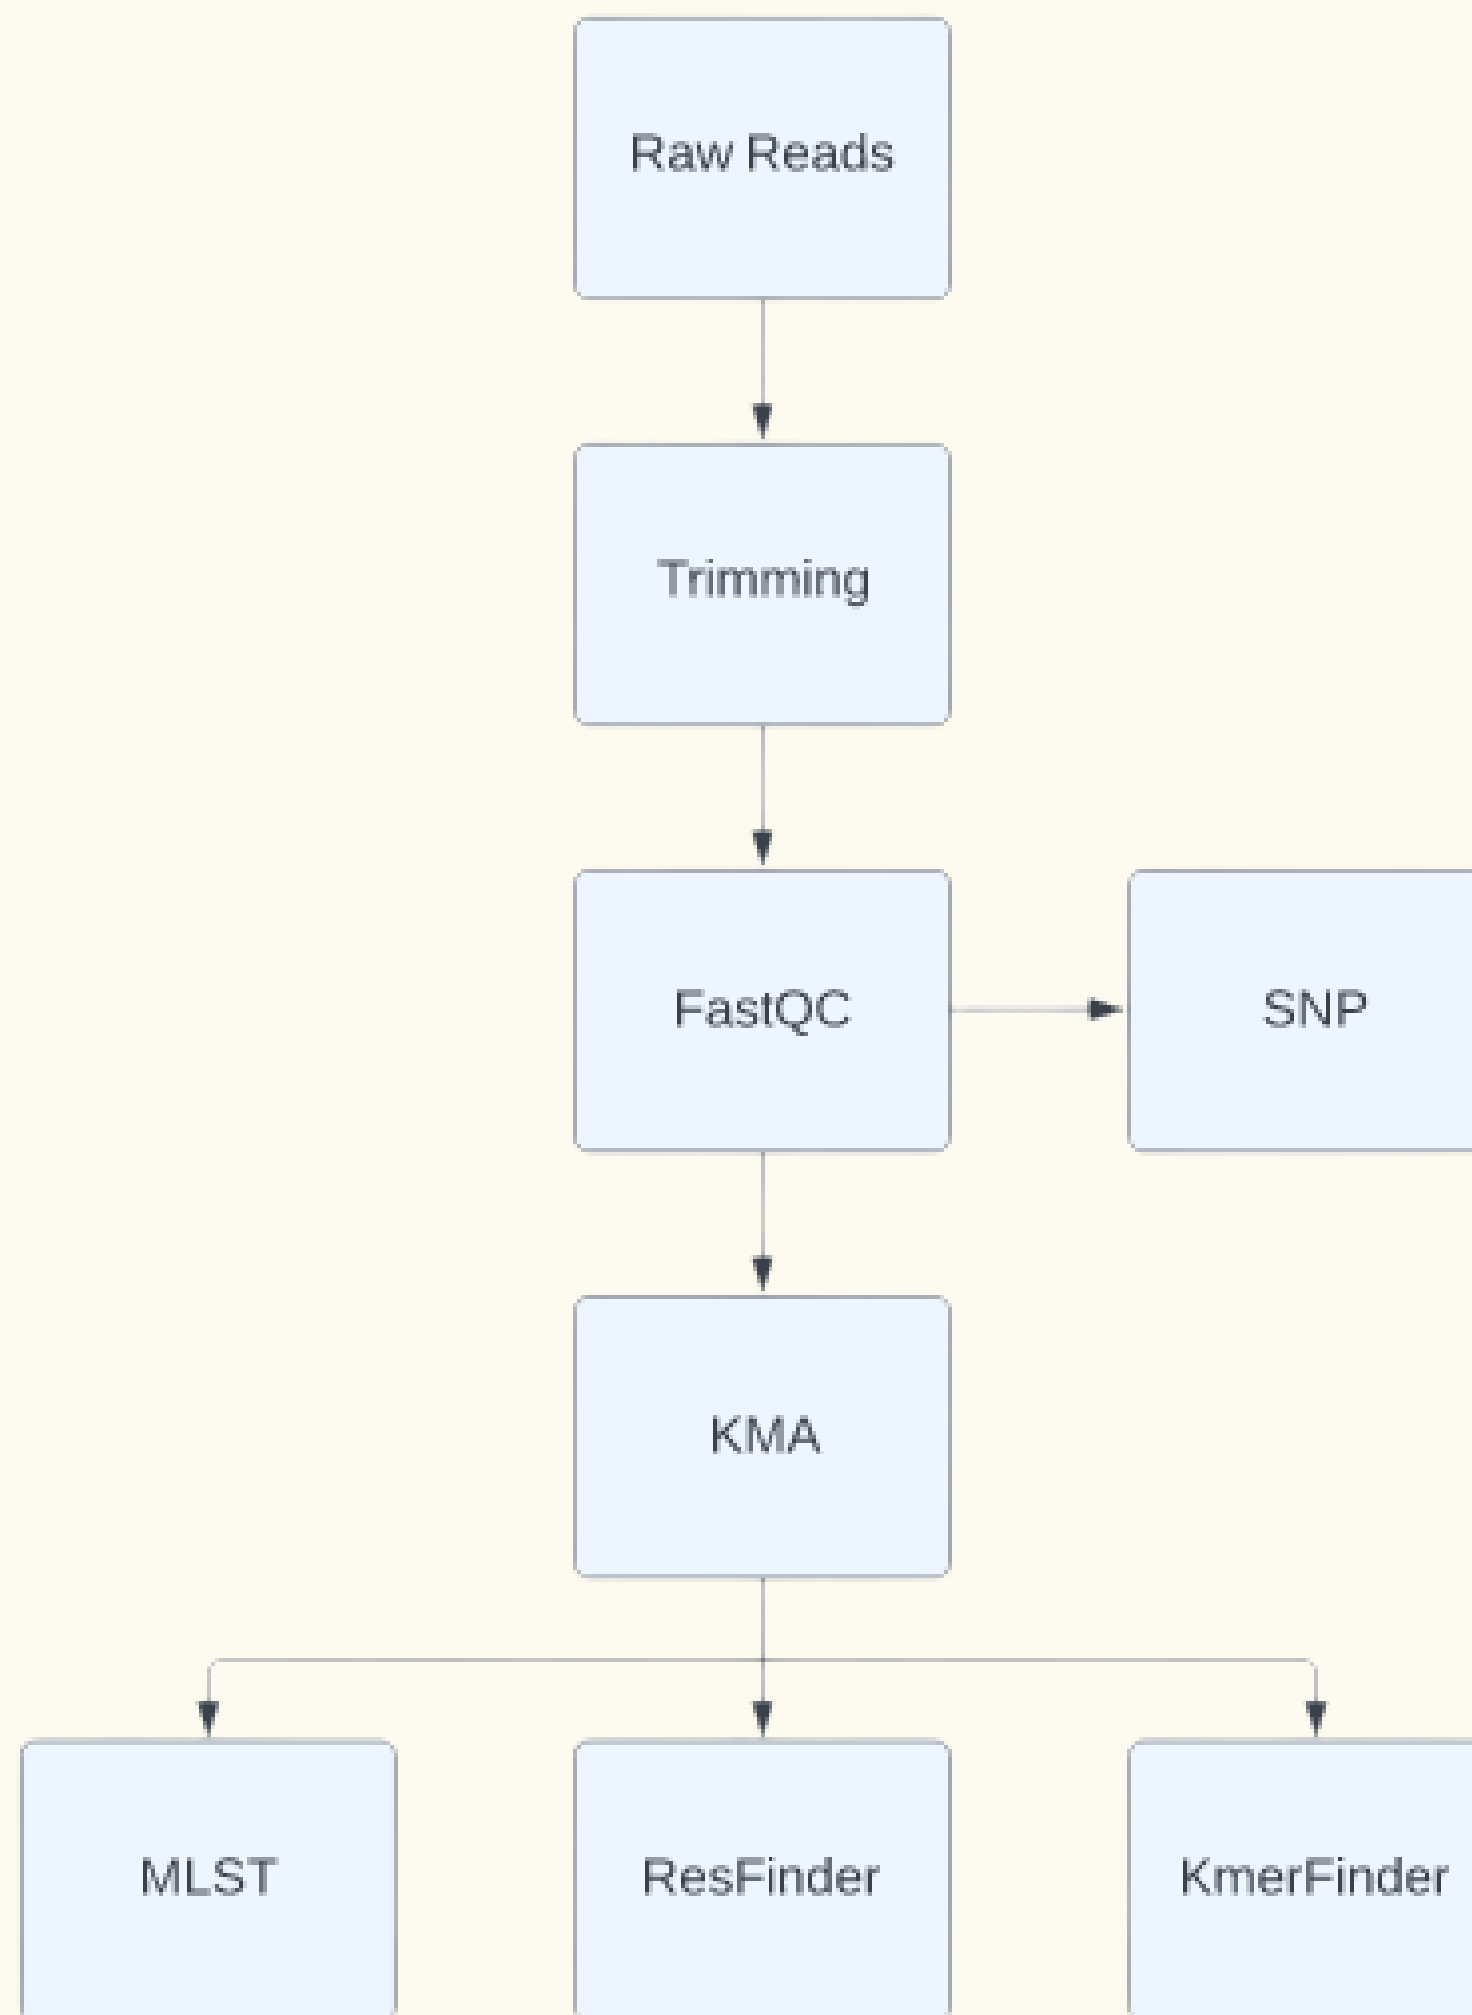 Raw Reads
Trimming
FastQC
SNP
KMA
MLST
ResFinder
KmerFinder